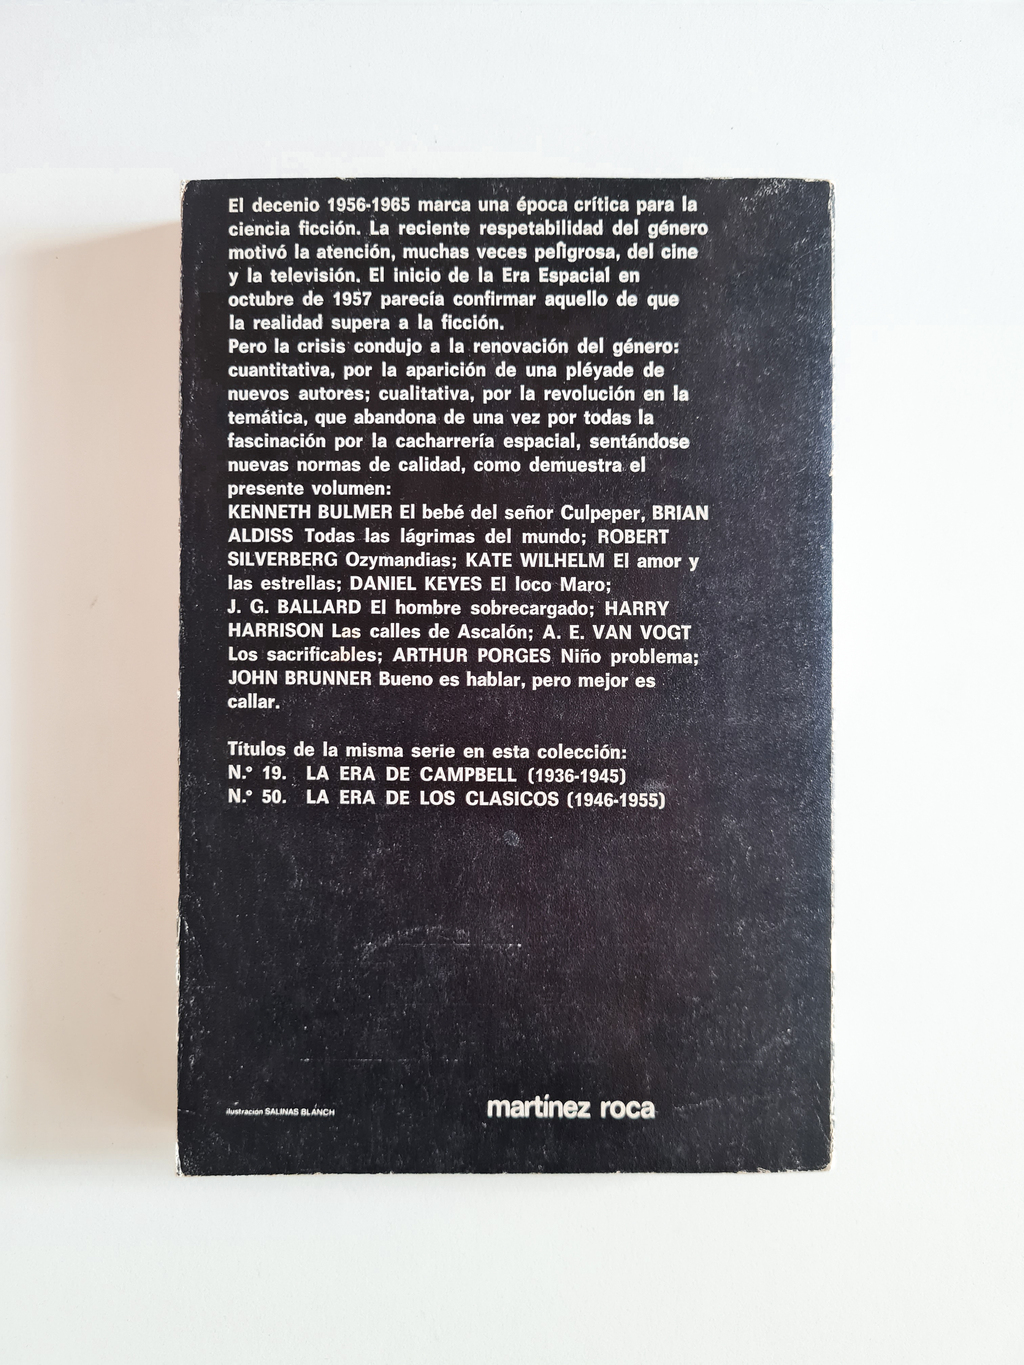 El decenio 1956-1965 marca una época crítica para la
ciencia ficción. La reciente respetabilidad del género
motivó la atención, muchas veces peligrosa, del cine
y la televisión. El inicio de la Era Espacial en
octubre de 1957 parecía confirmar aquello de que
la realidad supera a la ficción.
Pero la crisis condujo a la renovación del género:
cuantitativa, por la aparición de una pléyade de
nuevos autores; cualitativa, por la revolución en la
temática, que abandona de una vez por todas la
fascinación por la cacharrería espacial, sentándose
nuevas normas de calidad, como demuestra el
presente volumen:
KENNETH BULMER El bebé del señor Culpeper, BRIAN
ALDISS Todas las lágrimas del mundo; ROBERT
SILVERBERG Ozymandias; KATE WILHELM El amor y
las estrellas; DANIEL KEYES El loco Maro;
J. G. BALLARD El hombre sobrecargado; HARRY
HARRISON Las calles de Ascalón; A. E. VAN VOGT
Los sacrificables; ARTHUR PORGES Niño problema;
JOHN BRUNNER Bueno es hablar, pero mejor es
callar.
Títulos de la misma serie en esta colección:
N.º 19. LA ERA DE CAMPBELL (1936-1945)
N.º 50. LA ERA DE LOS CLASICOS (1946-1955)
ilustración SALINAS BLANCH
martínez roca